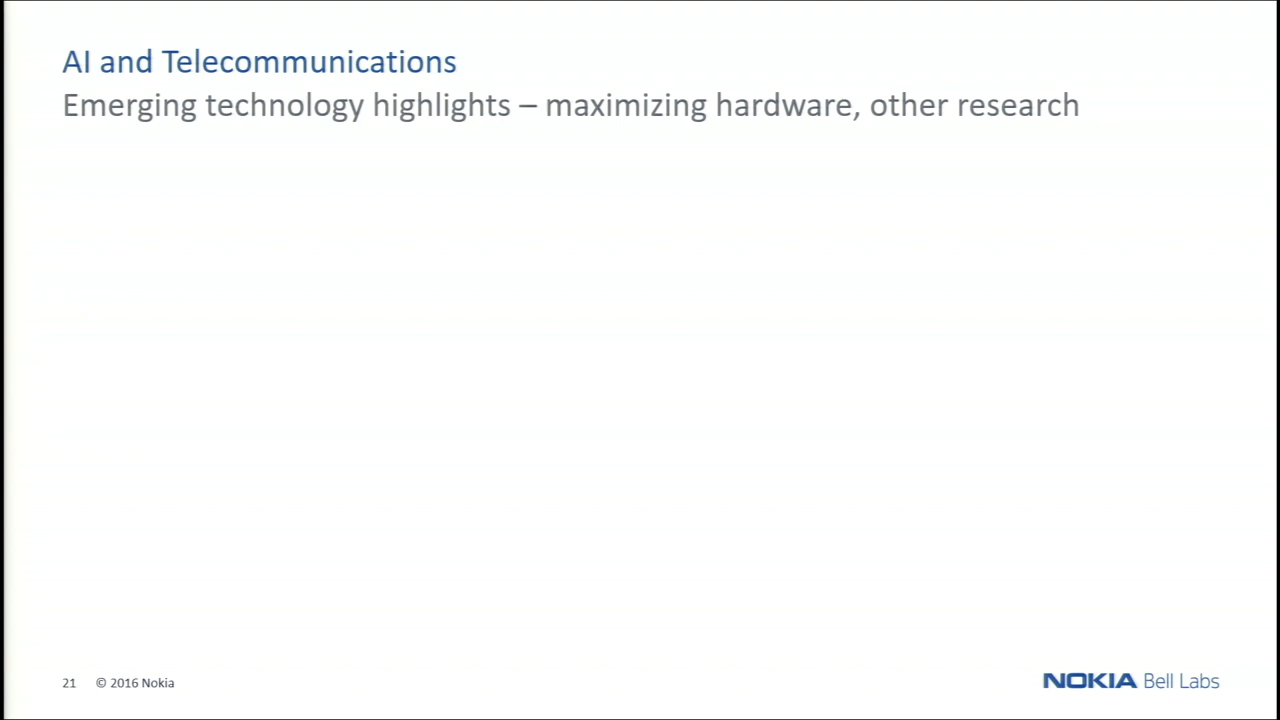 AI and Telecommunications
Emerging technology highlights – maximizing hardware, other research
21 © 2016 Nokia
NOKIA Bell Labs